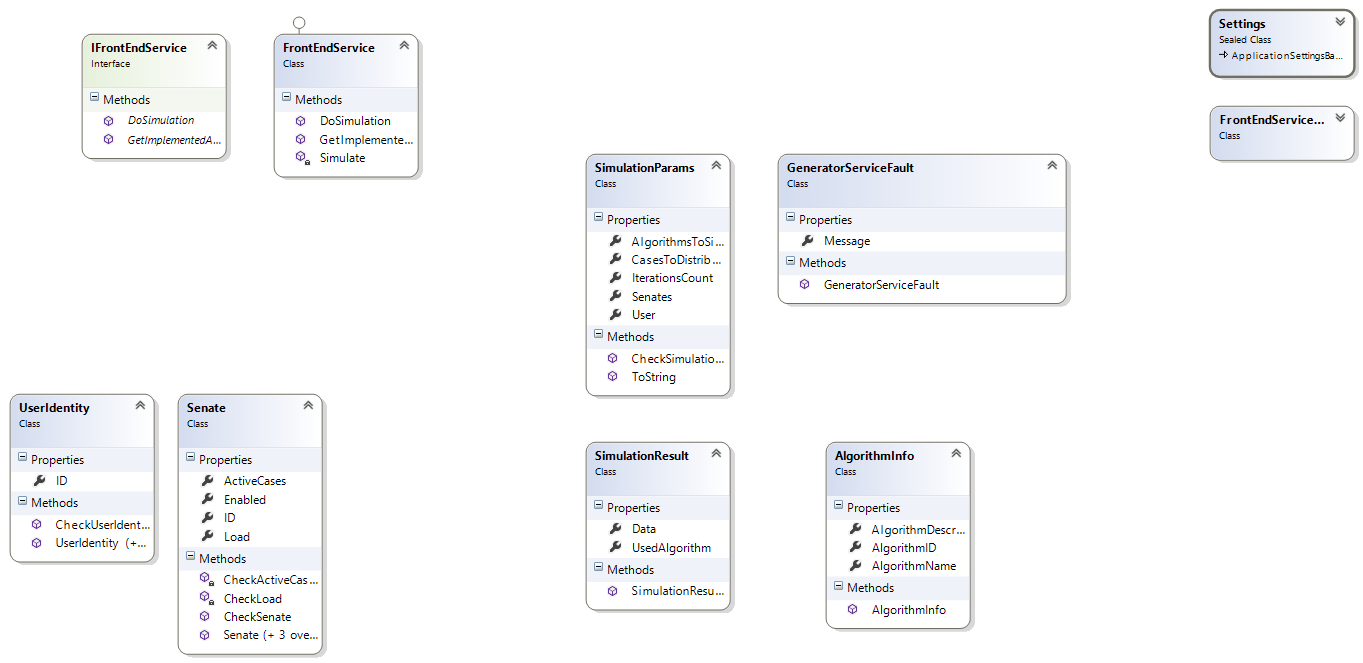 IFrontEndService
Interface
Methods
DoSimulation
GetImplementedA...
FrontEndService
Class
Methods
DoSimulation
GetImplemente...
Simulate
Settings
Sealed Class
ApplicationSettingsBa...
FrontEndService...
Class
SimulationParams
Class
Properties
AlgorithmsToSi...
CasesToDistrib...
IterationsCount
Senates
User
Methods
CheckSimulatio...
ToString
GeneratorServiceFault
Class
Properties
Message
Methods
GeneratorServiceFault
UserIdentity
Class
Properties
ID
Methods
CheckUserIdent...
UserIdentity (+...
Senate
Class
Properties
ActiveCases
Enabled
ID
Load
Methods
CheckActiveCas...
CheckLoad
CheckSenate
Senate (+ 3 ove...
SimulationResult
Class
Properties
Data
UsedAlgorithm
Methods
SimulationResu...
AlgorithmInfo
Class
Properties
AlgorithmDescr...
AlgorithmID
AlgorithmName
Methods
AlgorithmInfo